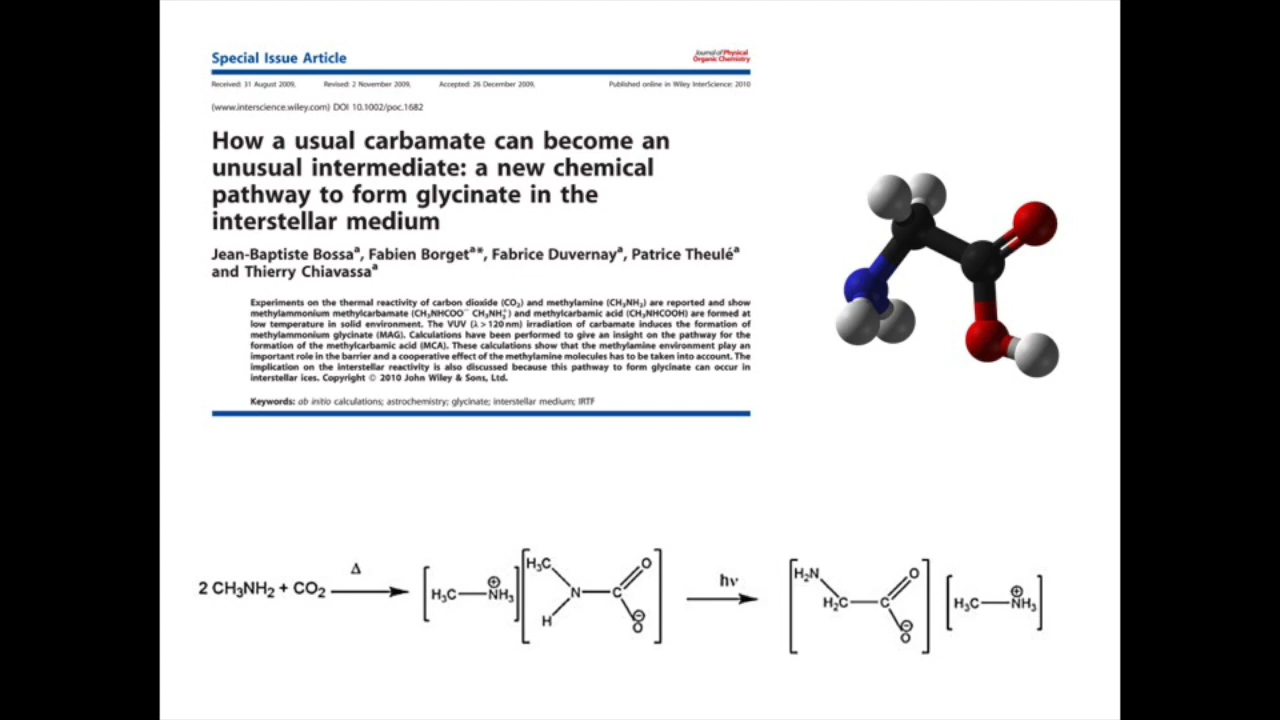 Special Issue Article
Journal of Physical
Organic Chemistry
Received: 31 August 2009, Revised: 2 November 2009, Accepted: 26 December 2009, Published online in Wiley InterScience: 2010
(www.interscience.wiley.com) DOI 10.1002/poc.1682
How a usual carbamate can become an
unusual intermediate: a new chemical
pathway to form glycinate in the
interstellar medium
Jean-Baptiste Bossaᵃ, Fabien Borgetᵃ*, Fabrice Duvernayᵃ, Patrice Theuléᵃ
and Thierry Chiavassaᵃ
Experiments on the thermal reactivity of carbon dioxide (CO₂) and methylamine (CH₃NH₂) are reported and show
methylammonium methylcarbamate (CH₃NHCOO⁻ CH₃NH₃⁺) and methylcarbamic acid (CH₃NHCOOH) are formed at
low temperature in solid environment. The VUV (λ > 120 nm) irradiation of carbamate induces the formation of
methylammonium glycinate (MAG). Calculations have been performed to give an insight on the pathway for the
formation of the methylcarbamic acid (MCA). These calculations show that the methylamine environment play an
important role in the barrier and a cooperative effect of the methylamine molecules has to be taken into account. The
implication on the interstellar reactivity is also discussed because this pathway to form glycinate can occur in
interstellar ices. Copyright © 2010 John Wiley & Sons, Ltd.
Keywords: ab initio calculations; astrochemistry; glycinate; interstellar medium; IRTF
2 CH₃NH₂ + CO₂ Δ [H₃C—NH₃ ⊕] [H₃C N H C O O ⊖] hν [H₂N H₂C—C O O ⊖] [H₃C—NH₃ ⊕]